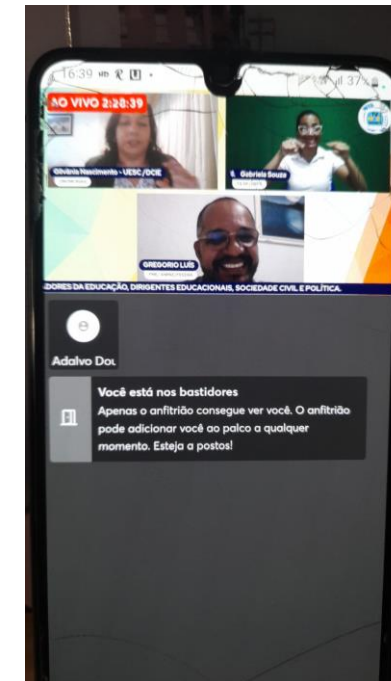 16:39
37%
AO VIVO 2:28:39
Gilvânia Nascimento - UESC /DCIE
Gabriela Souza
GREGORIO LUÍS
DORES DA EDUCAÇÃO, DIRIGENTES EDUCACIONAIS, SOCIEDADE CIVIL E POLÍTICA.
Adalvo Dou
Você está nos bastidores
Apenas o anfitrião consegue ver você. O anfitrião
pode adicionar você ao palco a qualquer
momento. Esteja a postos!